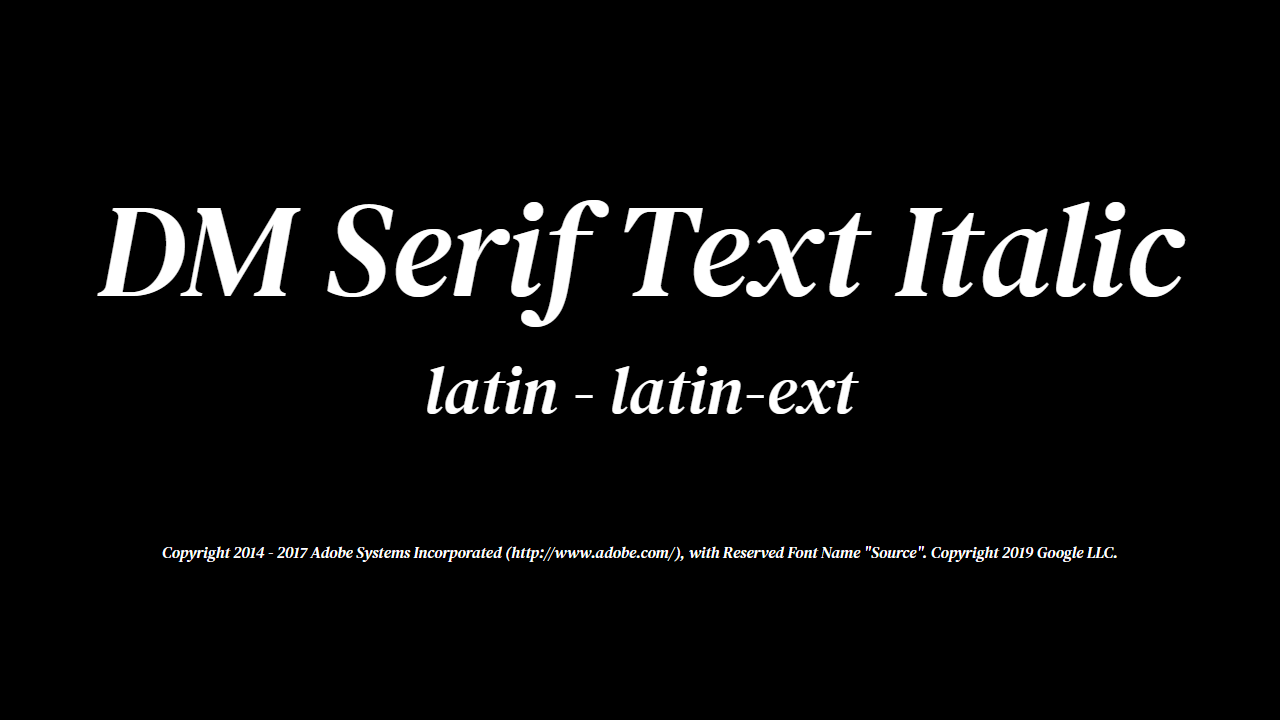 DM Serif Text Italic
latin - latin-ext
Copyright 2014 - 2017 Adobe Systems Incorporated (http://www.adobe.com/), with Reserved Font Name "Source". Copyright 2019 Google LLC.